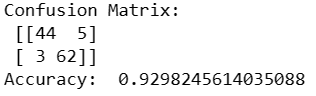 Confusion Matrix:
[[44  5]
[ 3 62]]
Accuracy:  0.9298245614035088